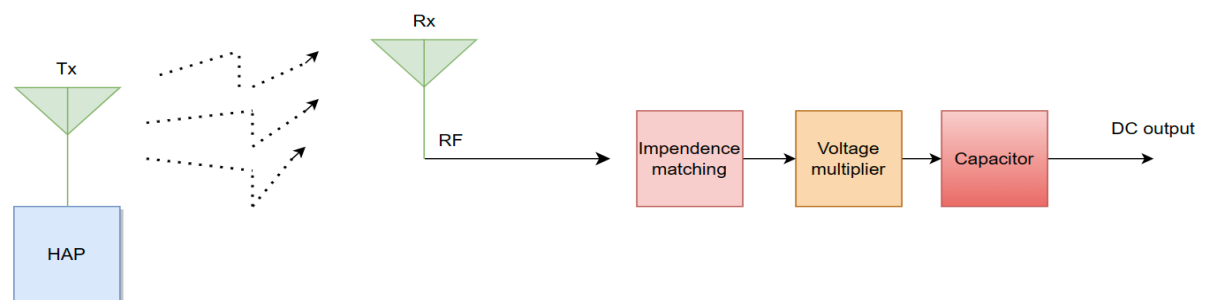 Tx
HAP
Rx
RF
Impendence
matching
Voltage
multiplier
Capacitor
DC output